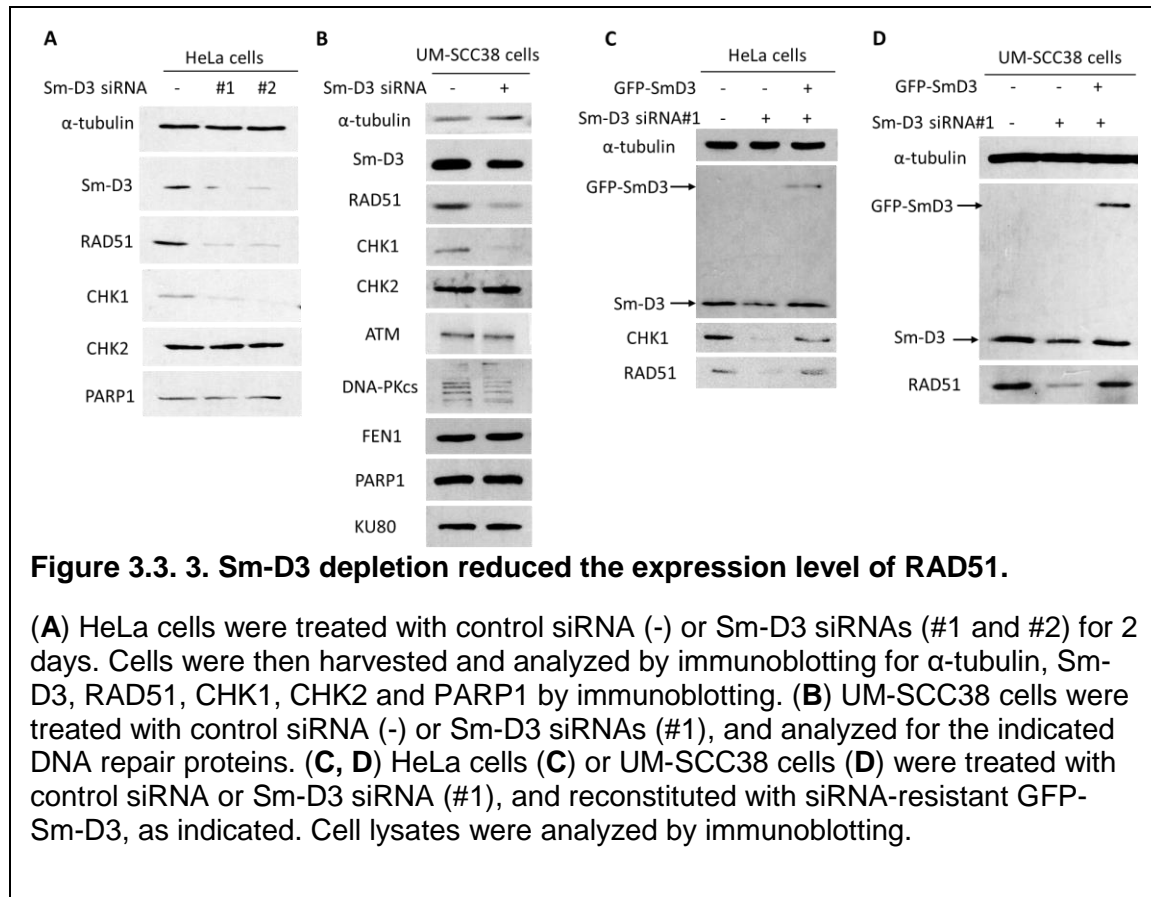 A
HeLa cells
Sm-D3 siRNA - #1 #2
α-tubulin
Sm-D3
RAD51
CHK1
CHK2
PARP1
B
UM-SCC38 cells
Sm-D3 siRNA - +
α-tubulin
Sm-D3
RAD51
CHK1
CHK2
ATM
DNA-PKcs
FEN1
PARP1
KU80
C
HeLa cells
GFP-SmD3 - - +
Sm-D3 siRNA#1 - + +
α-tubulin
GFP-SmD3
Sm-D3
CHK1
RAD51
D
UM-SCC38 cells
GFP-SmD3 - - +
Sm-D3 siRNA#1 - + +
α-tubulin
GFP-SmD3
Sm-D3
RAD51
Figure 3.3. 3. Sm-D3 depletion reduced the expression level of RAD51.
(A) HeLa cells were treated with control siRNA (-) or Sm-D3 siRNAs (#1 and #2) for 2
days. Cells were then harvested and analyzed by immunoblotting for α-tubulin, Sm-
D3, RAD51, CHK1, CHK2 and PARP1 by immunoblotting. (B) UM-SCC38 cells were
treated with control siRNA (-) or Sm-D3 siRNAs (#1), and analyzed for the indicated
DNA repair proteins. (C, D) HeLa cells (C) or UM-SCC38 cells (D) were treated with
control siRNA or Sm-D3 siRNA (#1), and reconstituted with siRNA-resistant GFP-
Sm-D3, as indicated. Cell lysates were analyzed by immunoblotting.